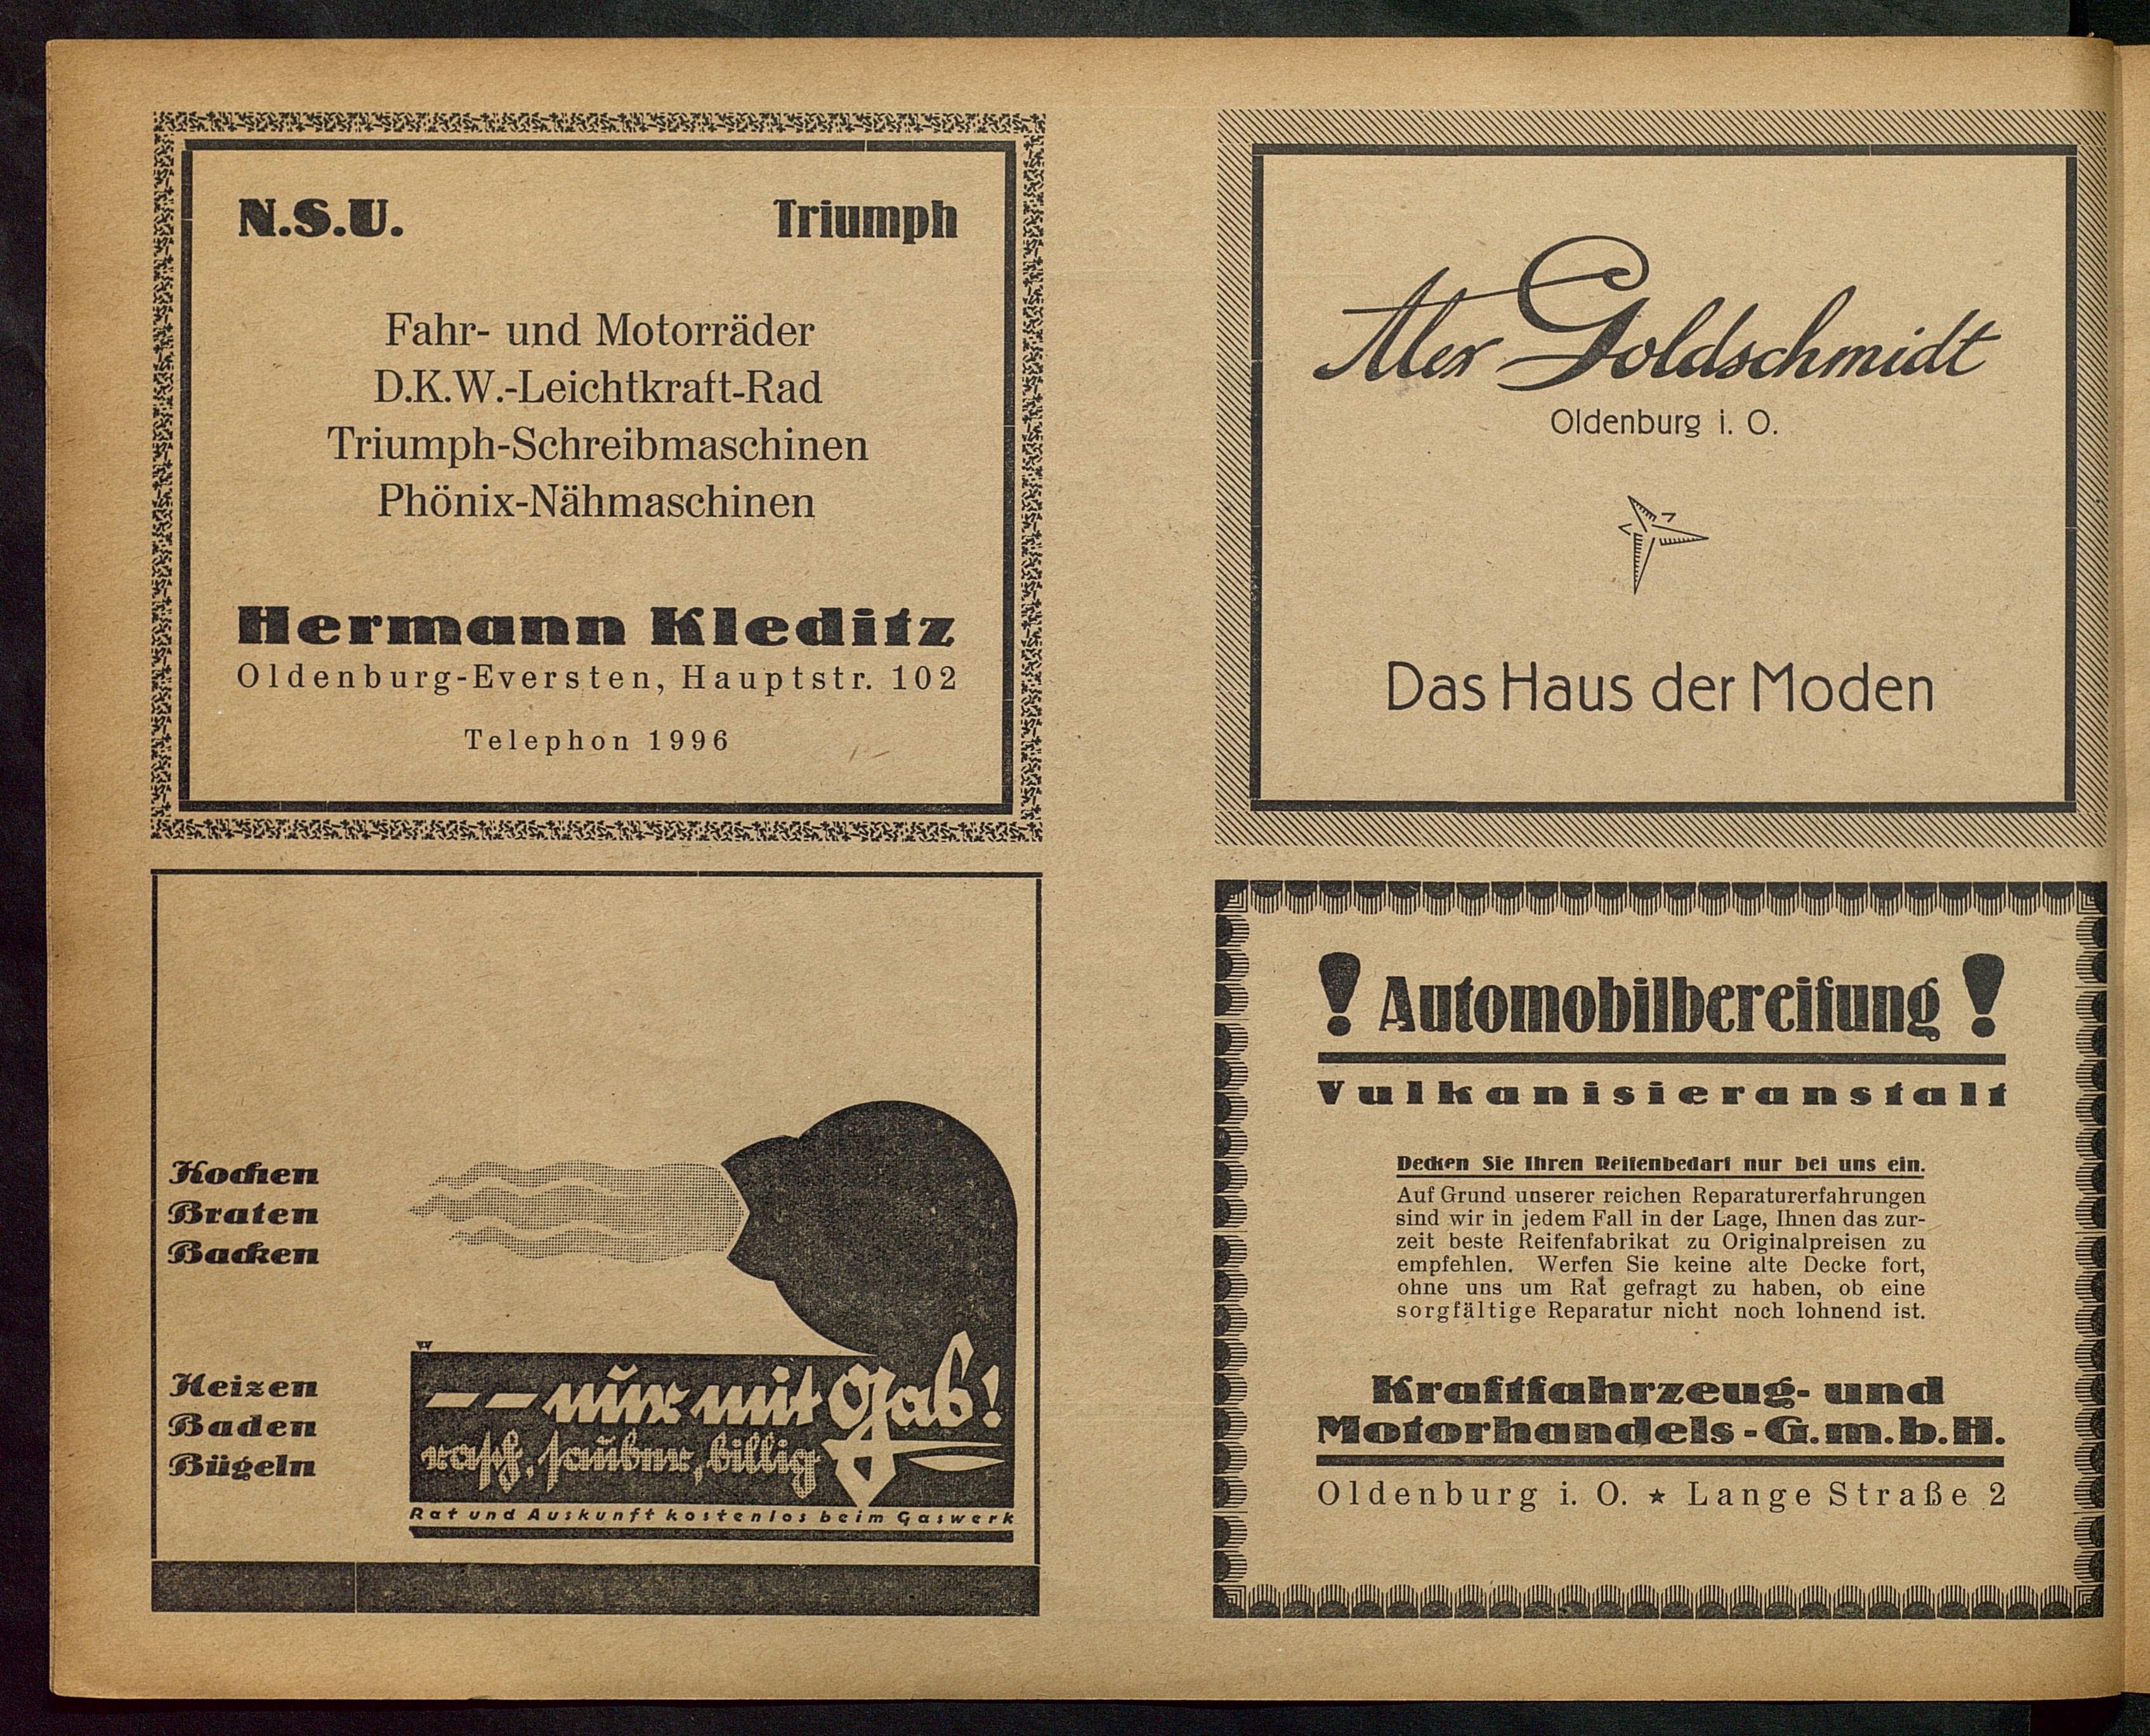 N.S.U. Triumph
Fahr- und Motorräder
D.K.W.-Leichtkraft-Rad
Triumph-Schreibmaschinen
Phönix-Nähmaschinen
Hermann Kleditz
Oldenburg-Eversten, Hauptstr. 102
Telephon 1996
Alex Goldschmidt
Oldenburg i. O.
Das Haus der Moden
Kochen
Braten
Backen
Heizen
Baden
Bügeln
-- nur mit Gas!
rasch, sauber, billig
Rat und Auskunft kostenlos beim Gaswerk
! Automobilbereifung !
Vulkanisieranstalt
Decken Sie Ihren Reifenbedarf nur bei uns ein.
Auf Grund unserer reichen Reparaturerfahrungen
sind wir in jedem Fall in der Lage, Ihnen das zur-
zeit beste Reifenfabrikat zu Originalpreisen zu
empfehlen. Werfen Sie keine alte Decke fort,
ohne uns um Rat gefragt zu haben, ob eine
sorgfältige Reparatur nicht noch lohnend ist.
Kraftfahrzeug- und
Motorhandels-G.m.b.H.
Oldenburg i. O. ★ Lange Straße 2